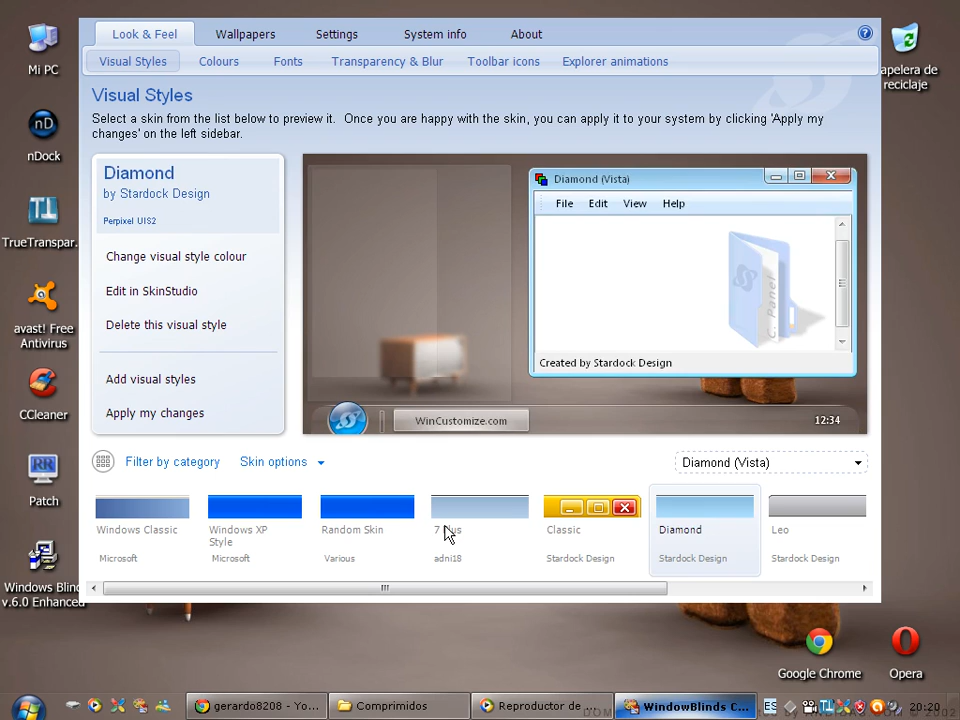 Look & Feel
Wallpapers
Settings
System info
About
?
Visual Styles
Colours
Fonts
Transparency & Blur
Toolbar icons
Explorer animations
Visual Styles
Select a skin from the list below to preview it. Once you are happy with the skin, you can apply it to your system by clicking 'Apply my
changes' on the left sidebar.
Diamond
by Stardock Design
Perpixel UIS2
Change visual style colour
Edit in SkinStudio
Delete this visual style
Add visual styles
Apply my changes
Diamond (Vista)
File
Edit
View
Help
C. Panel
Created by Stardock Design
WinCustomize.com
12:34
Filter by category
Skin options
Diamond (Vista)
Windows Classic
Microsoft
Windows XP
Style
Microsoft
Random Skin
Various
adni18
Classic
Stardock Design
Diamond
Stardock Design
Leo
Stardock Design
Mi PC
nD
nDock
TrueTranspar.
avast! Free
Antivirus
CCleaner
RR
Patch
Windows Blin
v.6.0 Enhanced
apelera de
reciclaje
Google Chrome
Opera
gerardo8208 - Yo...
Comprimidos
Reproductor de ...
WindowBlinds C...
ES
20:20